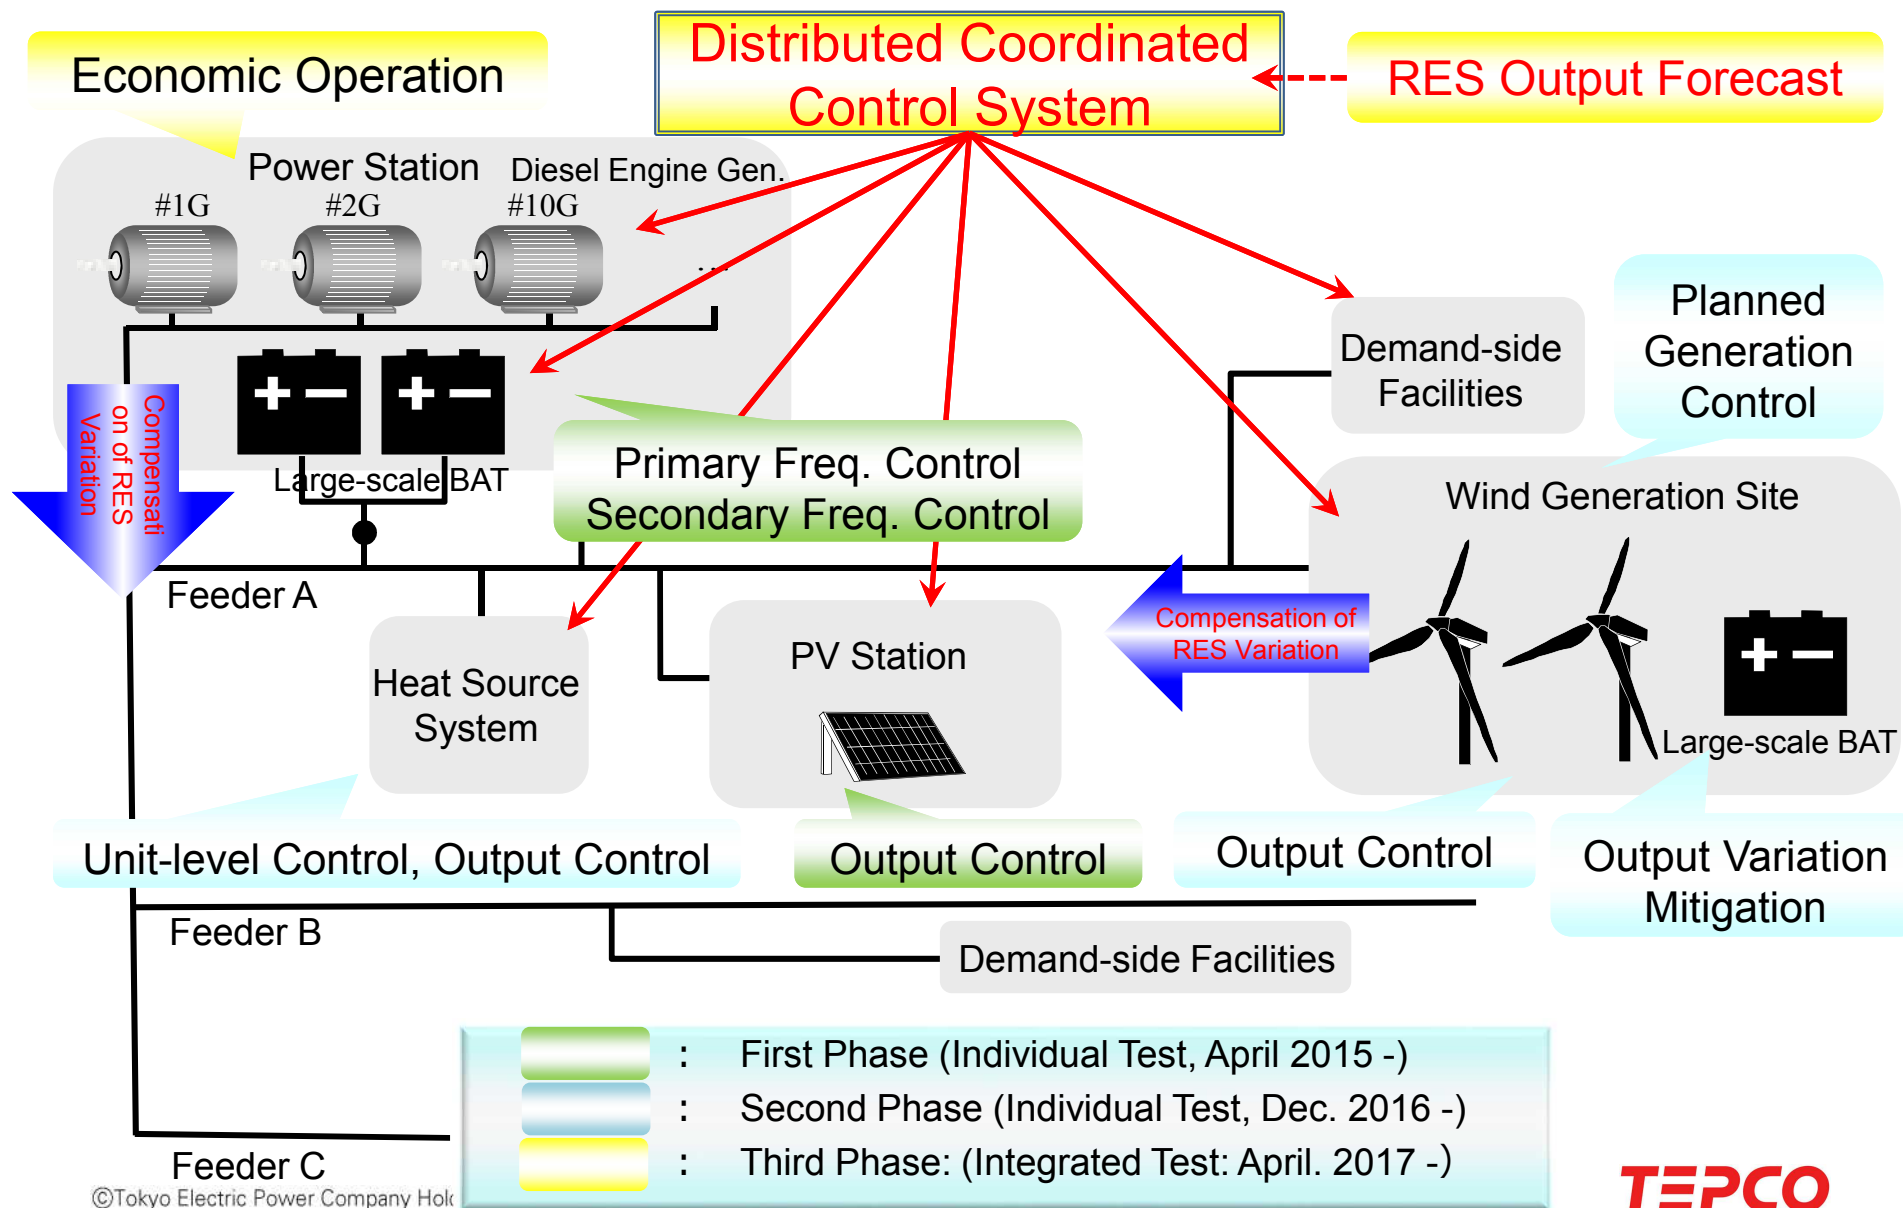 Distributed Coordinated
Control System
RES Output Forecast
Economic Operation
Power Station
Diesel Engine Gen.
#1G
#2G
#10G
...
Large-scale BAT
Compensati
on of RES
Variation
Primary Freq. Control
Secondary Freq. Control
Demand-side
Facilities
Planned
Generation
Control
Wind Generation Site
Feeder A
Compensation of
RES Variation
Heat Source
System
PV Station
Large-scale BAT
Unit-level Control, Output Control
Output Control
Output Control
Output Variation
Mitigation
Feeder B
Demand-side Facilities
: First Phase (Individual Test, April 2015 -)
: Second Phase (Individual Test, Dec. 2016 -)
: Third Phase: (Integrated Test: April. 2017 -)
Feeder C
©Tokyo Electric Power Company
TEPCO